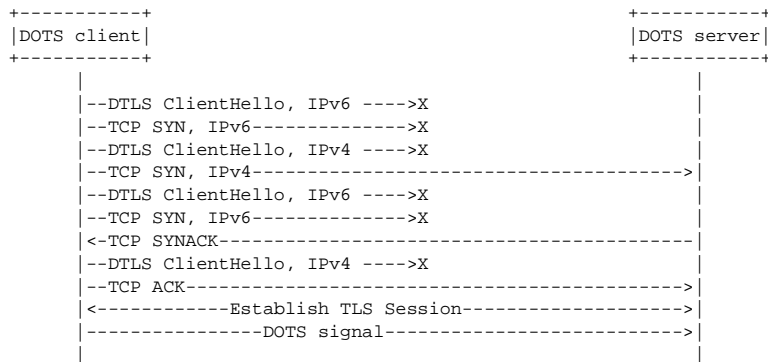 +-----------+                                     +-----------+
|DOTS client|                                     |DOTS server|
+-----------+                                     +-----------+
      |                                                 |
      |--DTLS ClientHello, IPv6 ---->X                  |
      |--TCP SYN, IPv6-------------->X                  |
      |--DTLS ClientHello, IPv4 ---->X                  |
      |--TCP SYN, IPv4--------------------------------->|
      |--DTLS ClientHello, IPv6 ---->X                  |
      |--TCP SYN, IPv6-------------->X                  |
      |<-TCP SYNACK-------------------------------------|
      |--DTLS ClientHello, IPv4 ---->X                  |
      |--TCP ACK--------------------------------------->|
      |<------------Establish TLS Session-------------->|
      |----------------DOTS signal--------------------->|
      |                                                 |